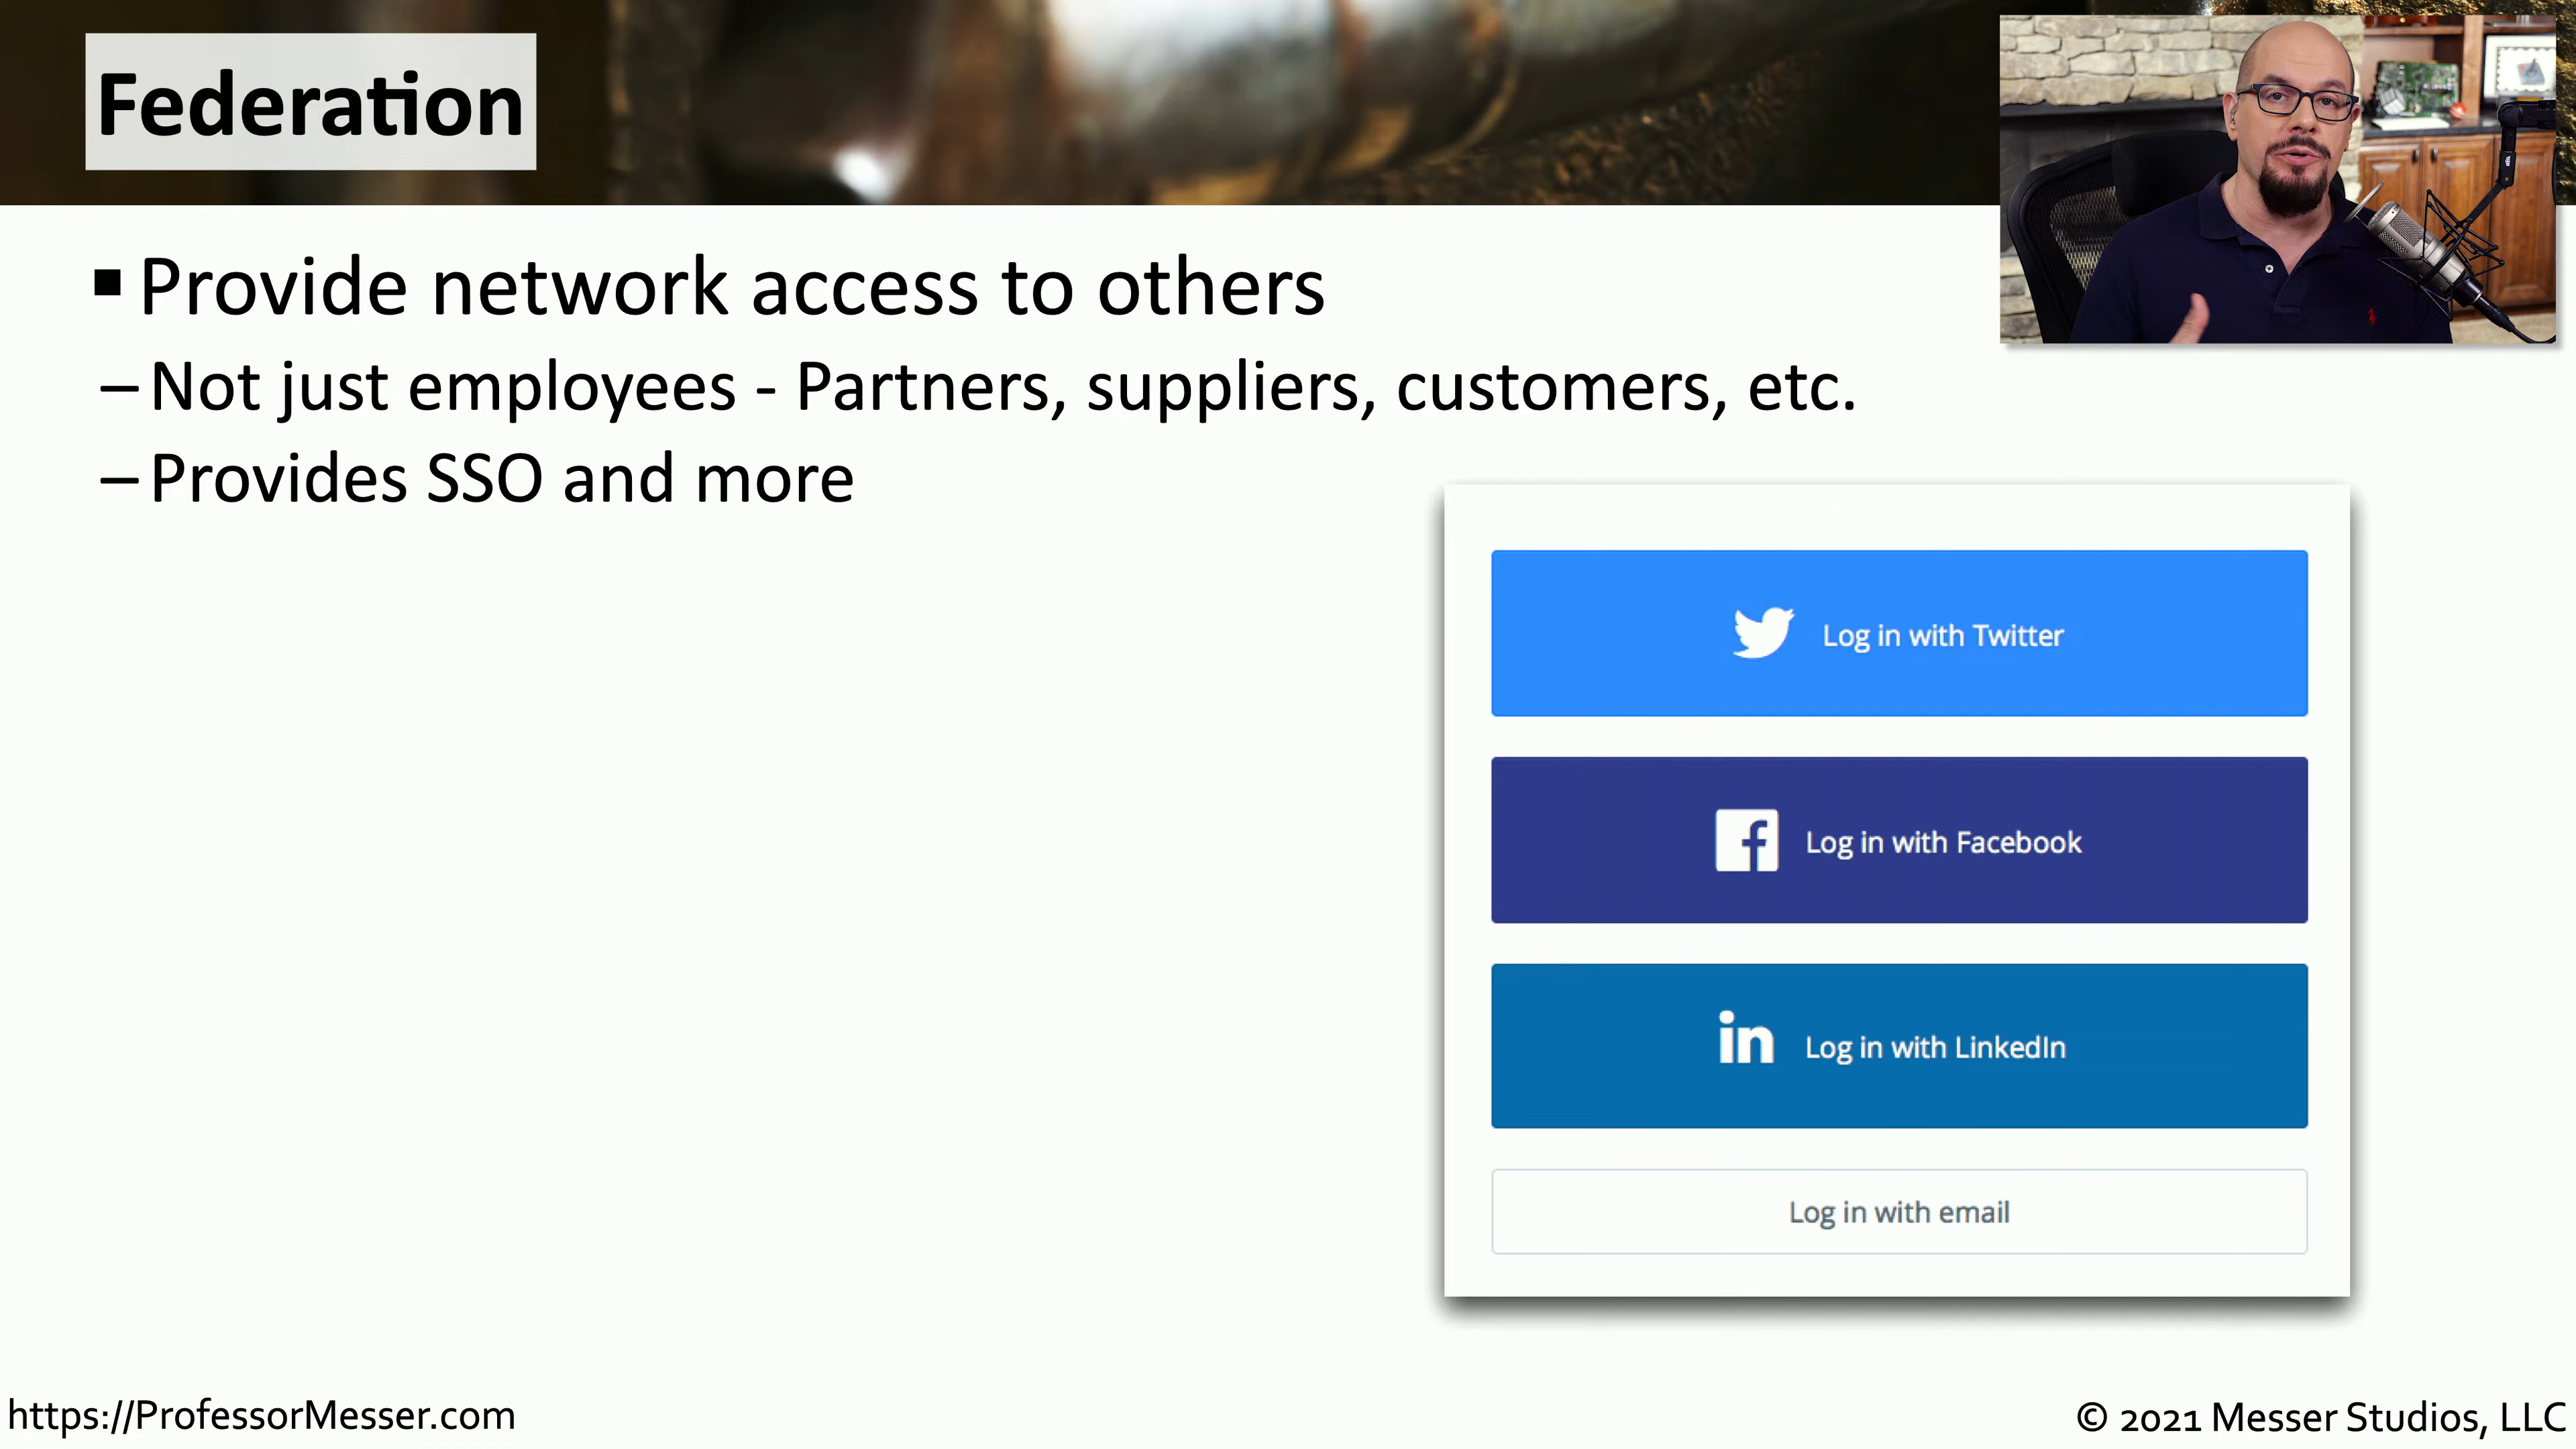 Federation
▪ Provide network access to others
– Not just employees - Partners, suppliers, customers, etc.
– Provides SSO and more
Log in with Twitter
Log in with Facebook
in Log in with LinkedIn
Log in with email
https://ProfessorMesser.com
© 2021 Messer Studios, LLC